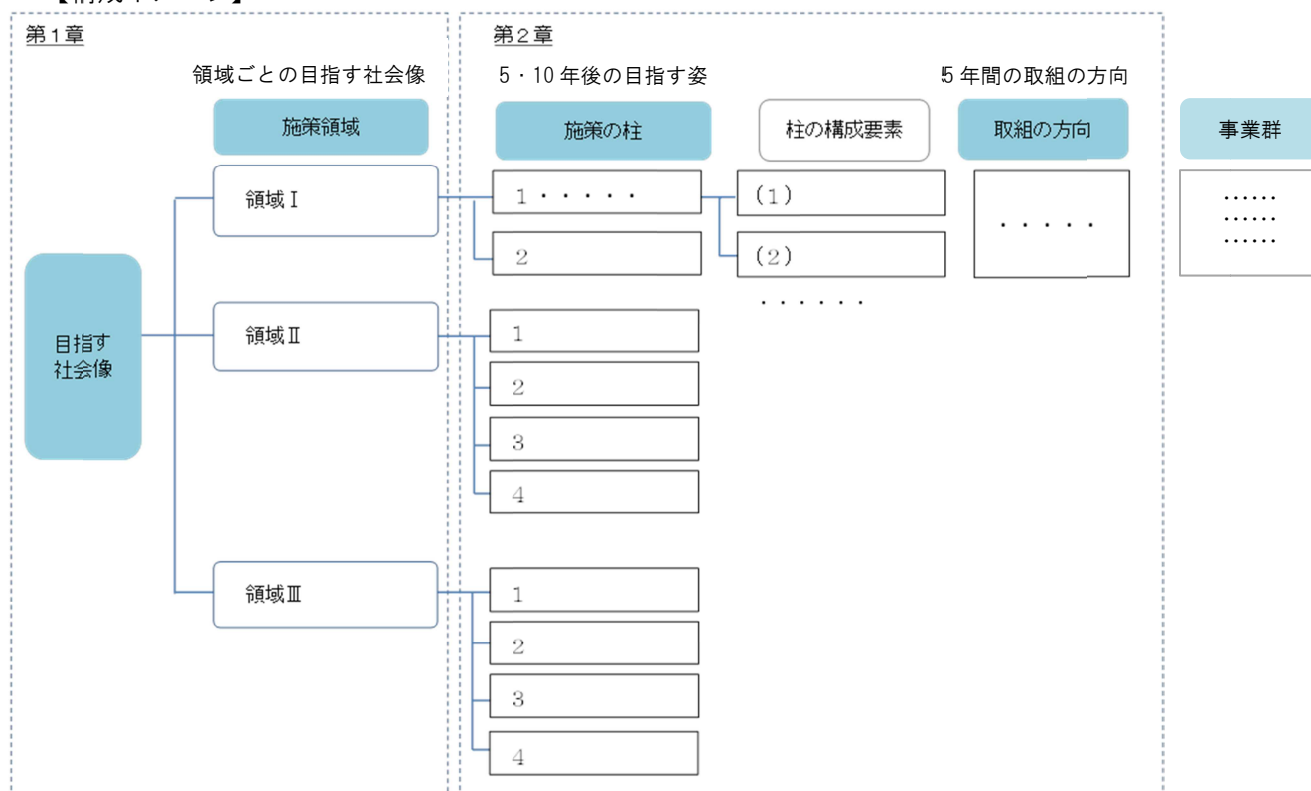 第1章
第2章
領域ごとの目指す社会像
5・10年後の目指す姿
5年間の取組の方向
施策領域
施策の柱
柱の構成要素
取組の方向
事業群
領域Ⅰ
1・・・・・
(1)
・・・・・
……
……
……
2
(2)
・・・・・・
目指す
社会像
領域Ⅱ
1
2
3
4
領域Ⅲ
1
2
3
4